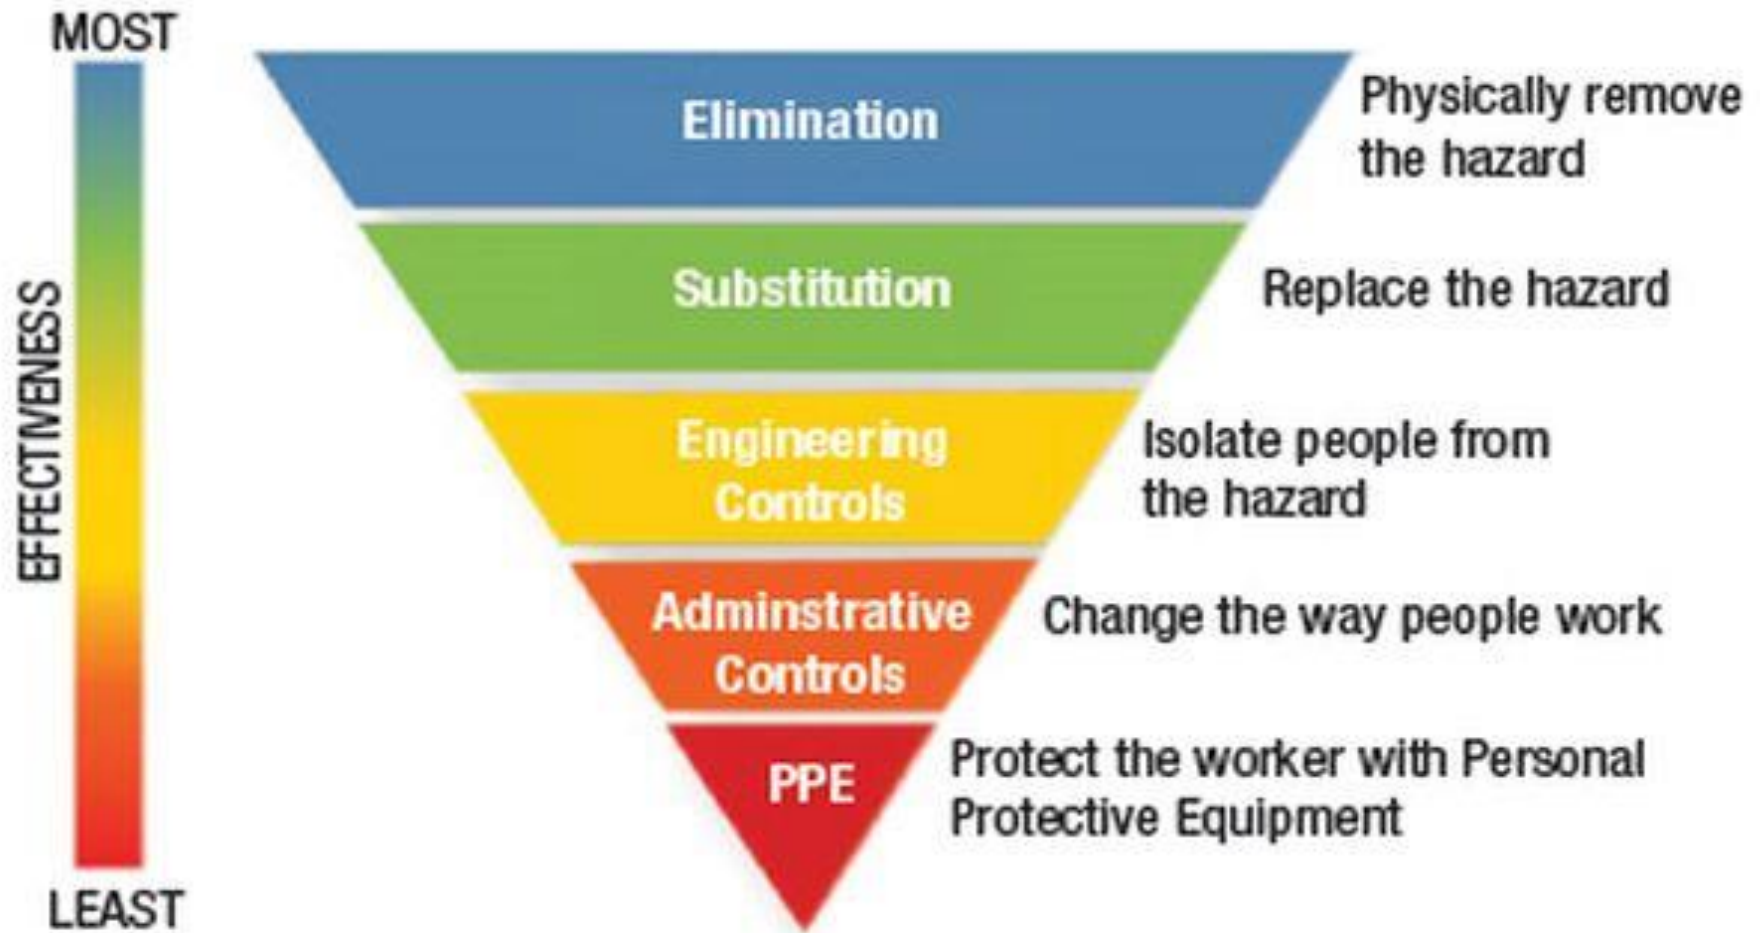 MOST
EFFECTIVENESS
LEAST
Elimination
Physically remove
the hazard
Substitution
Replace the hazard
Engineering
Controls
Isolate people from
the hazard
Adminstrative
Controls
Change the way people work
PPE
Protect the worker with Personal
Protective Equipment